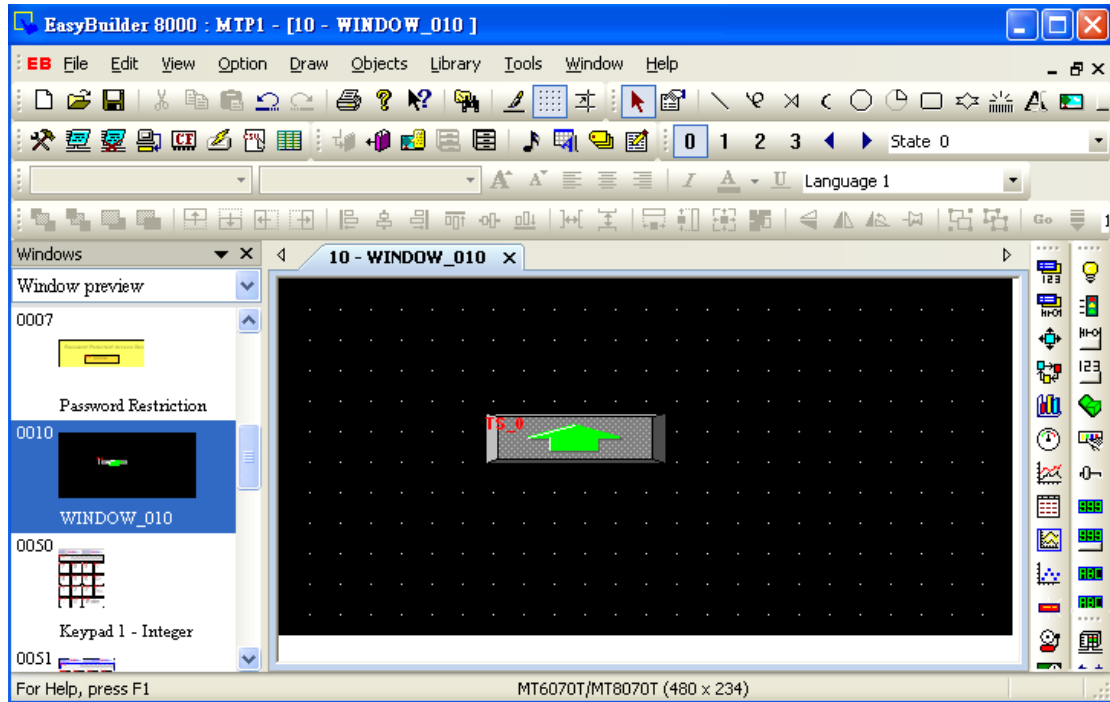 EasyBuilder 8000 : MTP1 - [10 - WINDOW_010 ]
EB File Edit View Option Draw Objects Library Tools Window Help
0 1 2 3 State 0
Language 1
Go
Windows
10 - WINDOW_010
Window preview
0007
Password Restriction
0010
WINDOW_010
0050
Keypad 1 - Integer
0051
TS_0
For Help, press F1
MT6070T/MT8070T (480 x 234)